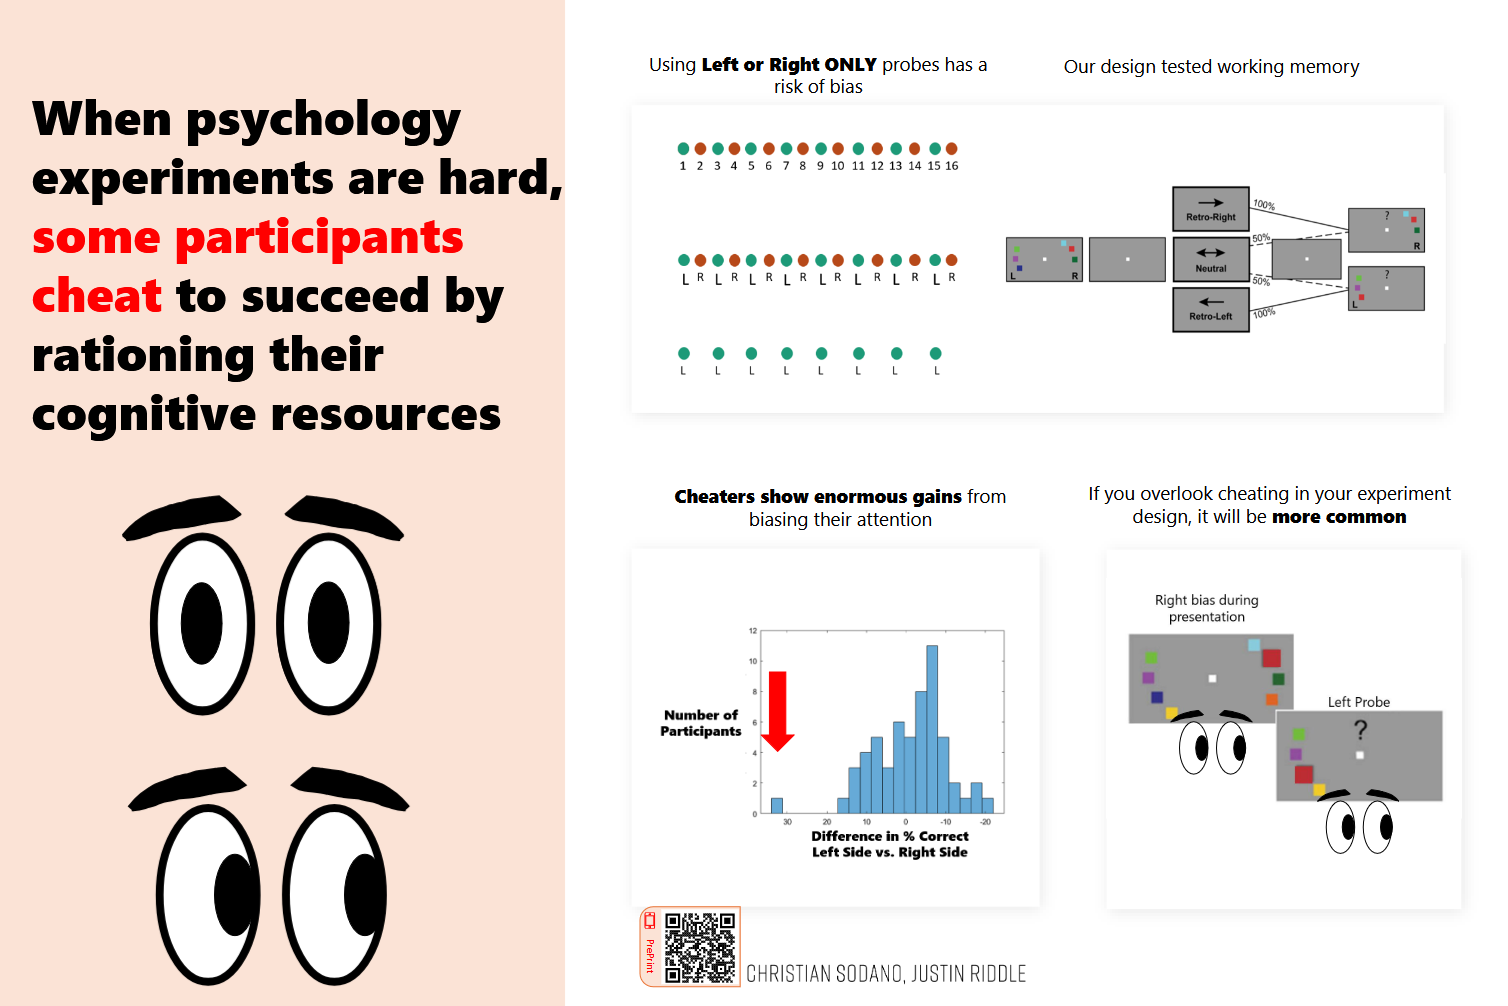 When psychology
experiments are hard,
some participants
cheat to succeed by
rationing their
cognitive resources
Using Left or Right ONLY probes has a
risk of bias
1 2 3 4 5 6 7 8 9 10 11 12 13 14 15 16
L R L R L R L R L R L R L R L R
L L L L L L L L
Our design tested working memory
L R
Retro-Right
Neutral
Retro-Left
100%
50%
50%
100%
?
R
?
L
Cheaters show enormous gains from
biasing their attention
Number of
Participants
12
10
8
6
4
2
0
30 20 10 0 -10 -20
Difference in % Correct
Left Side vs. Right Side
If you overlook cheating in your experiment
design, it will be more common
Right bias during
presentation
Left Probe
?
PrePrint
CHRISTIAN SODANO, JUSTIN RIDDLE